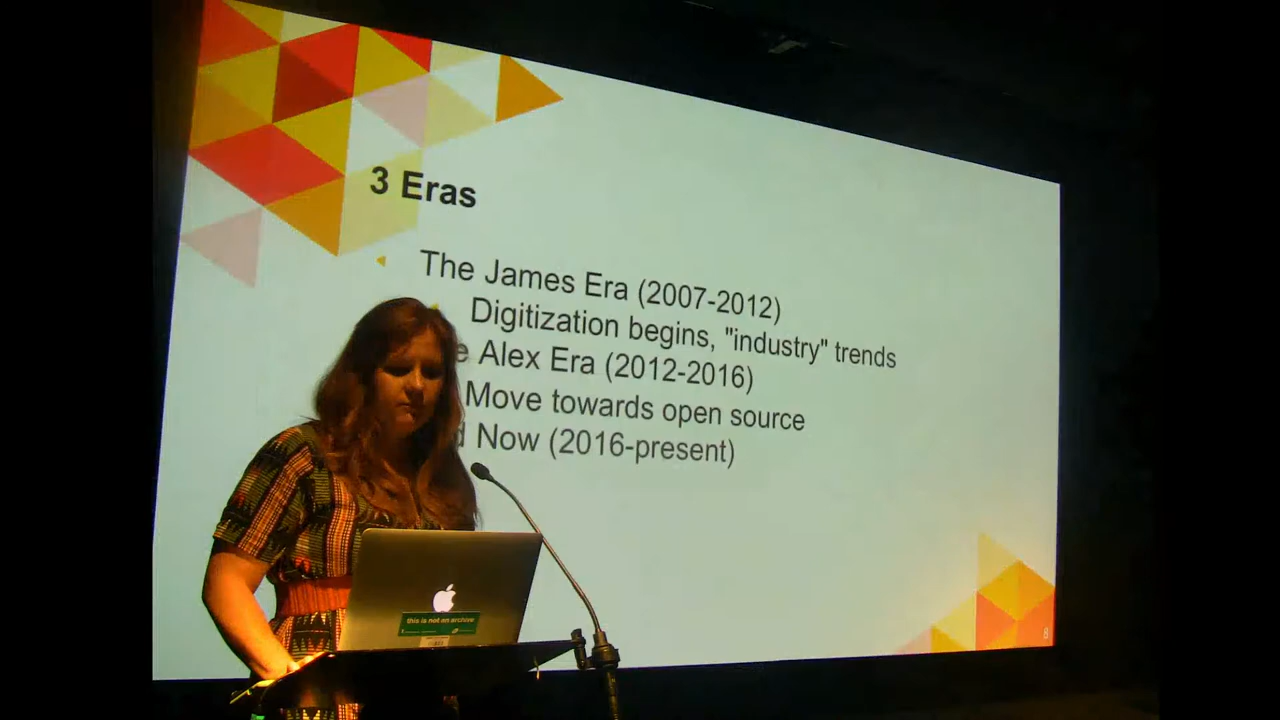 3 Eras
The James Era (2007-2012)
Digitization begins, "industry" trends
e Alex Era (2012-2016)
Move towards open source
d Now (2016-present)
this is not an archive
8